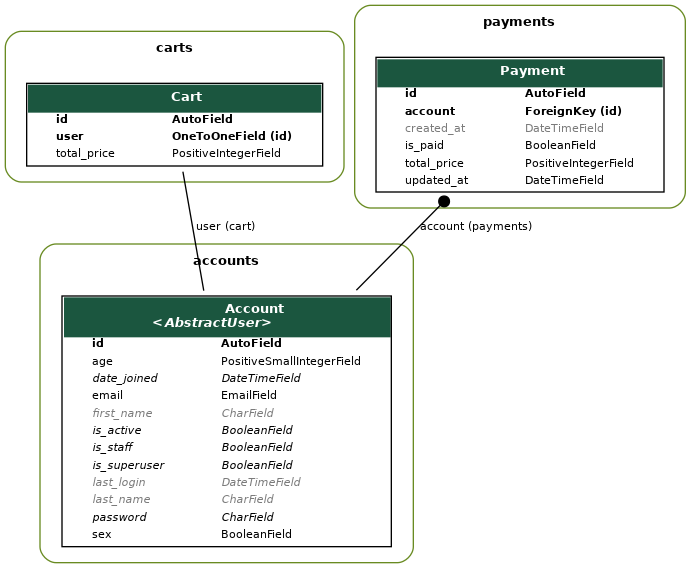 payments
Payment
id AutoField
account ForeignKey (id)
created_at DateTimeField
is_paid BooleanField
total_price PositiveIntegerField
updated_at DateTimeField
carts
Cart
id AutoField
user OneToOneField (id)
total_price PositiveIntegerField
user (cart)
account (payments)
accounts
Account
<AbstractUser>
id AutoField
age PositiveSmallIntegerField
date_joined DateTimeField
email EmailField
first_name CharField
is_active BooleanField
is_staff BooleanField
is_superuser BooleanField
last_login DateTimeField
last_name CharField
password CharField
sex BooleanField